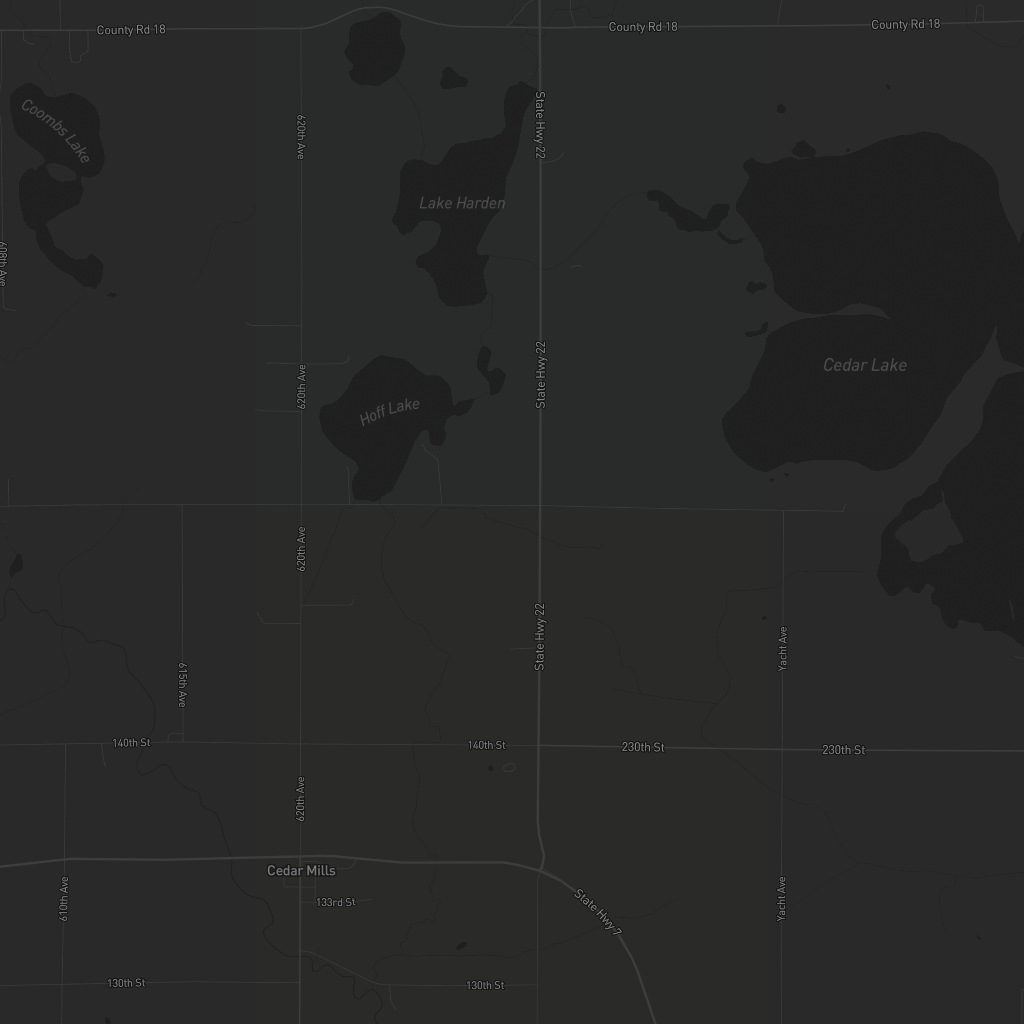 County Rd 18
County Rd 18
County Rd 18
Coombs Lake
620th Ave
State Hwy 22
Lake Harden
608th Ave
620th Ave
State Hwy 22
Cedar Lake
Hoff Lake
620th Ave
State Hwy 22
Yacht Ave
615th Ave
140th St
140th St
230th St
230th St
620th Ave
Cedar Mills
610th Ave
133rd St
State Hwy 7
Yacht Ave
130th St
130th St